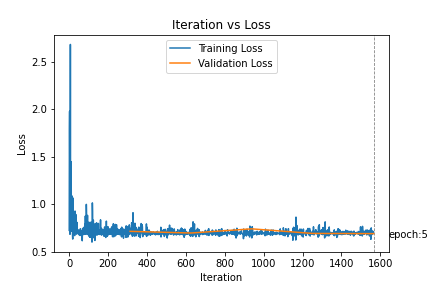 Iteration vs Loss
Training Loss
Validation Loss
2.5
2.0
1.5
1.0
0.5
Loss
epoch:5
0 200 400 600 800 1000 1200 1400 1600
Iteration